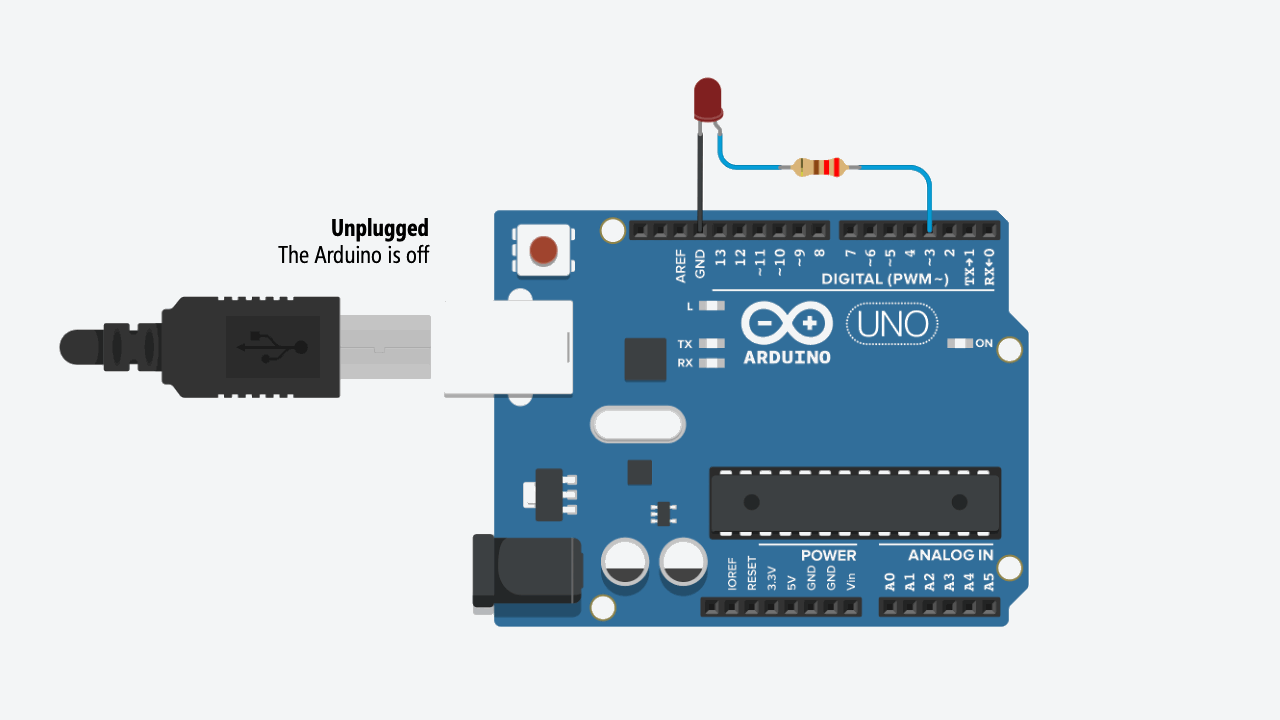 Unplugged
The Arduino is off
AREF
GND
13
12
~11
~10
~9
8
7
~6
~5
4
~3
2
TX→1
RX←0
DIGITAL (PWM~)
L
TX
RX
ARDUINO
UNO
ON
POWER
ANALOG IN
IOREF
RESET
3.3V
5V
GND
GND
Vin
A0
A1
A2
A3
A4
A5